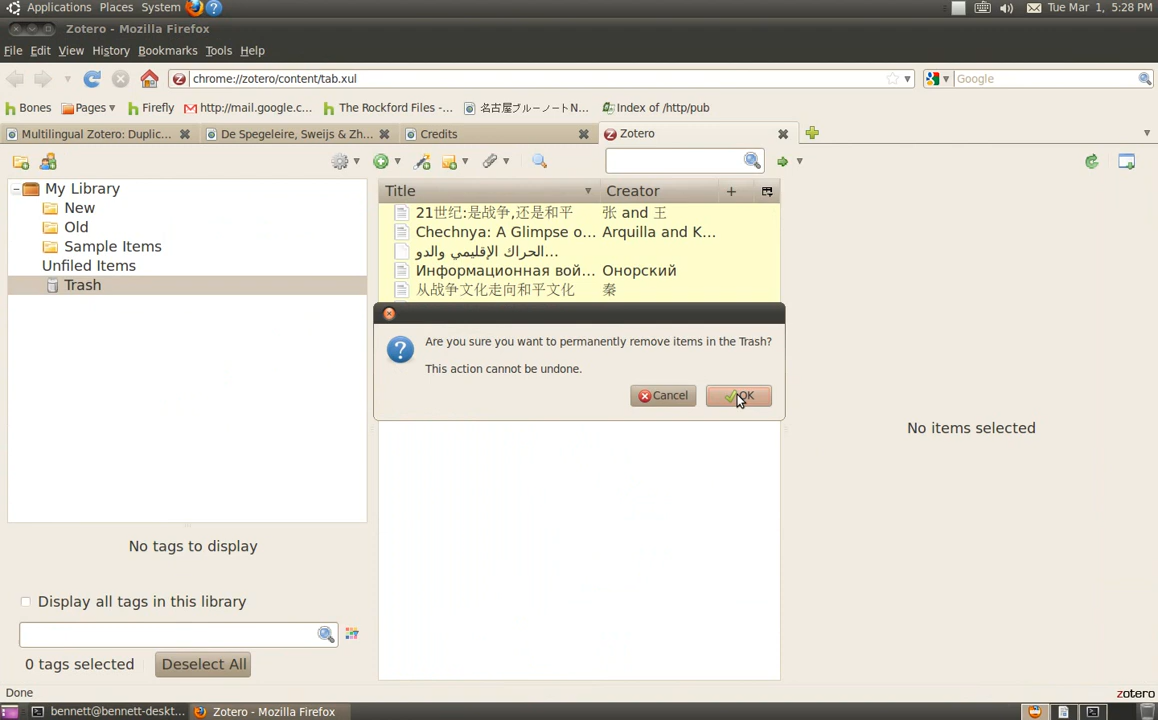 Applications Places System
Tue Mar 1, 5:28 PM
Zotero - Mozilla Firefox
File Edit View History Bookmarks Tools Help
chrome://zotero/content/tab.xul
Google
Bones Pages Firefly http://mail.google.c... The Rockford Files -... 名古屋ブルーノートN... Index of /http/pub
Multilingual Zotero: Duplic... De Spegeleire, Sweijs & Zh... Credits Zotero
My Library
New
Old
Sample Items
Unfiled Items
Trash
Title Creator
21世纪:是战争,还是和平 张 and 王
Chechnya: A Glimpse o... Arquilla and K...
الحراك الإقليمي والدو...
Информационная вой... Онорский
从战争文化走向和平文化 秦
Are you sure you want to permanently remove items in the Trash?
This action cannot be undone.
Cancel OK
No items selected
No tags to display
Display all tags in this library
0 tags selected Deselect All
Done
zotero
bennett@bennett-deskt... Zotero - Mozilla Firefox